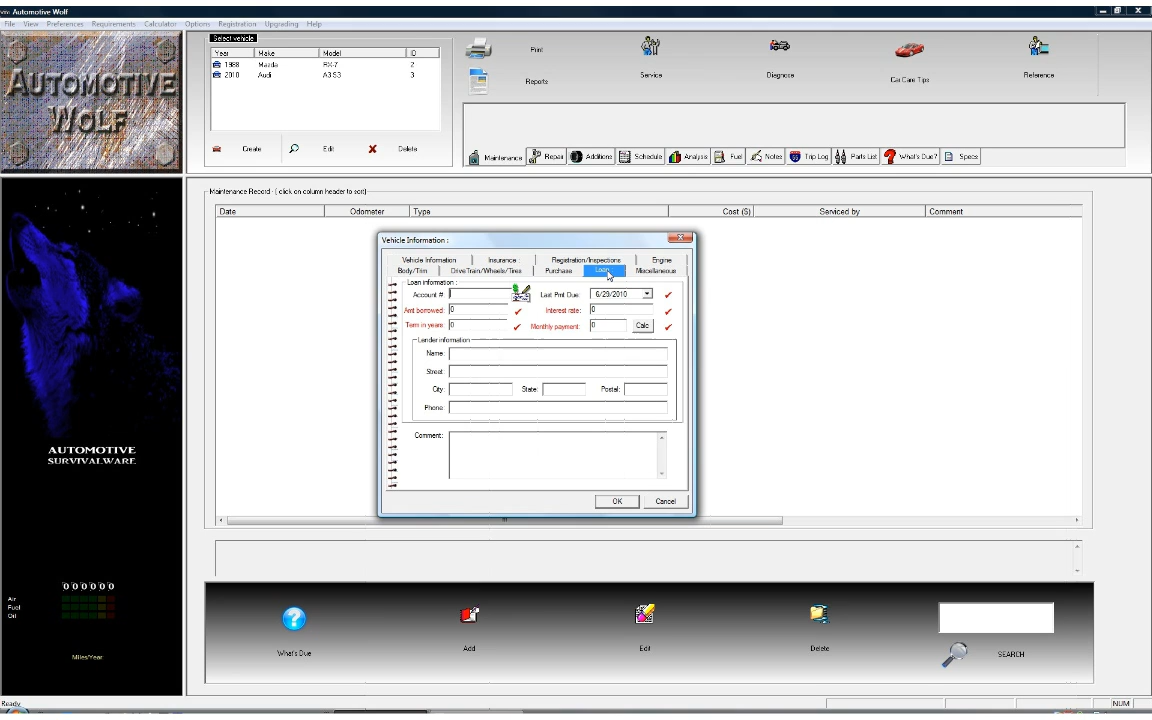 Automotive Wolf
File View Preferences Requirements Calculator Options Registration Upgrading Help
AUTOMOTIVE
WOLF
Select vehicle
Year Make Model ID
1988 Mazda RX-7 2
2010 Audi A3 S3 3
Create Edit Delete
Print
Reports
Service
Diagnose
Car Care Tips
Reference
Maintenance Repair Additions Schedule Analysis Fuel Notes Trip Log Parts List What's Due? Specs
Maintenance Record - [ click on column header to sort]
Date Odometer Type Cost ($) Serviced by Comment
Vehicle Information :
Vehicle Information Insurance : Registration/Inspections Engine
Body/Trim Drive Train/Wheels/Tires Purchase Loan Miscellaneous
Loan information :
Account #: Last Pmt Due: 6/29/2010
Amt borrowed: 0 Interest rate: 0
Term in years: 0 Monthly payment: 0 Calc
Lender information
Name:
Street:
City: State: Postal:
Phone:
Comment:
OK Cancel
AUTOMOTIVE
SURVIVALWARE
000000
Air
Fuel
Oil
Miles/Year
What's Due Add Edit Delete SEARCH
Ready NUM